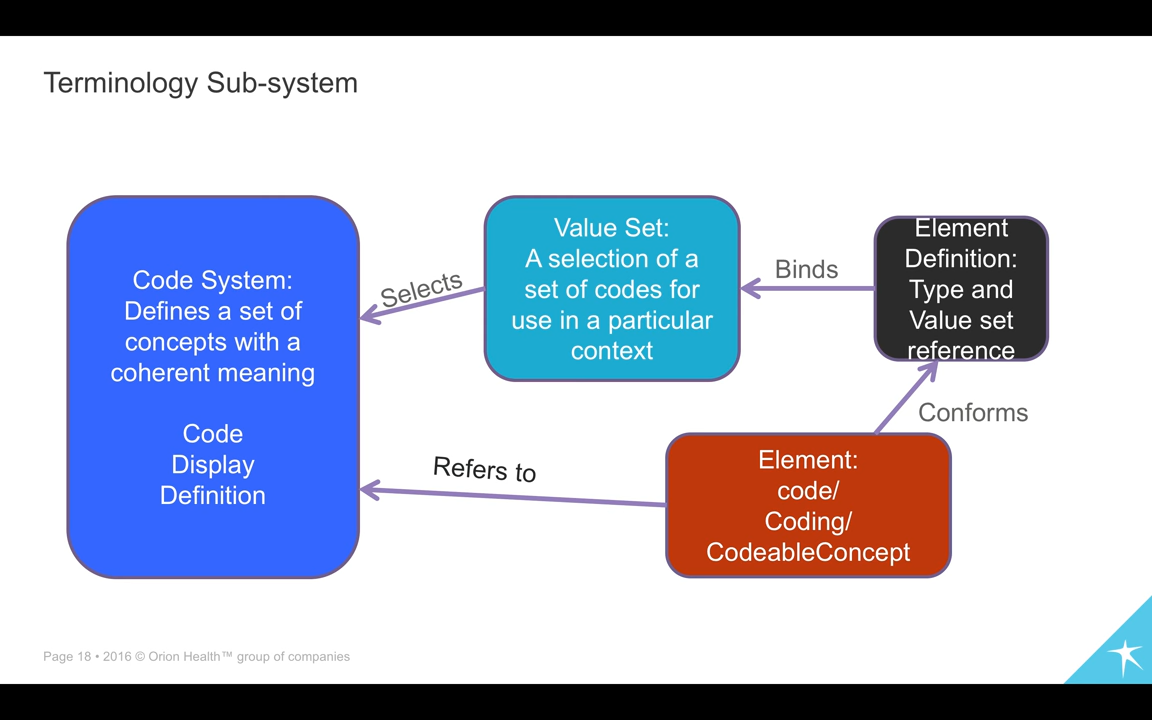 Terminology Sub-system
Code System:
Defines a set of
concepts with a
coherent meaning
Code
Display
Definition
Selects
Value Set:
A selection of a
set of codes for
use in a particular
context
Binds
Element
Definition:
Type and
Value set
reference
Conforms
Refers to
Element:
code/
Coding/
CodeableConcept
Page 18 • 2016 © Orion Health™ group of companies